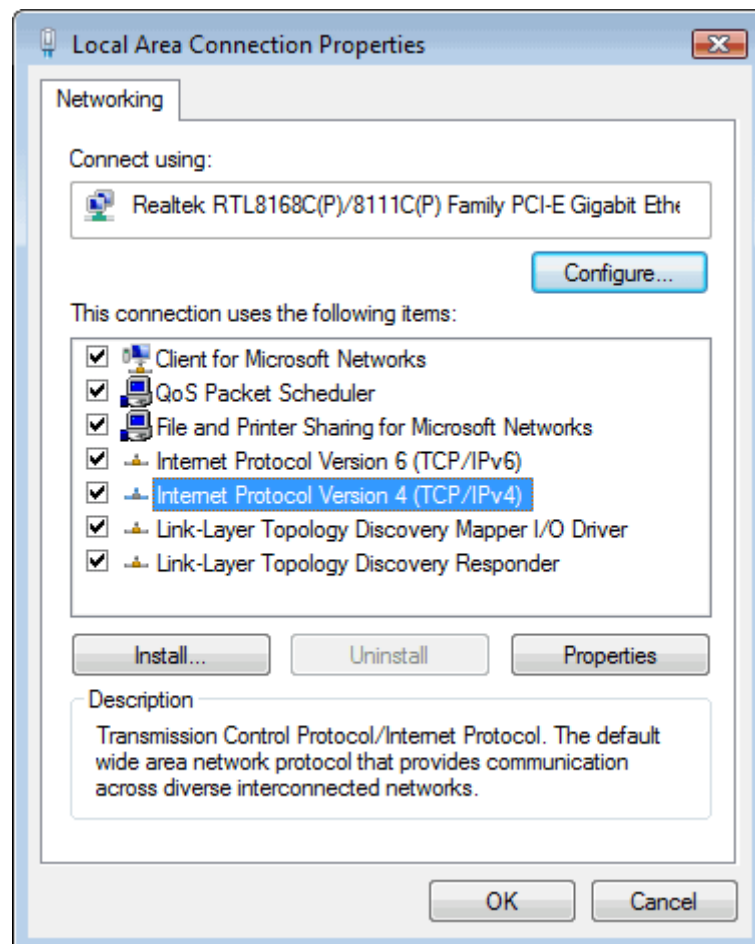 Local Area Connection Properties
Networking
Connect using:
Realtek RTL8168C(P)/8111C(P) Family PCI-E Gigabit Ethe
Configure...
This connection uses the following items:
Client for Microsoft Networks
QoS Packet Scheduler
File and Printer Sharing for Microsoft Networks
Internet Protocol Version 6 (TCP/IPv6)
Internet Protocol Version 4 (TCP/IPv4)
Link-Layer Topology Discovery Mapper I/O Driver
Link-Layer Topology Discovery Responder
Install... Uninstall Properties
Description
Transmission Control Protocol/Internet Protocol. The default
wide area network protocol that provides communication
across diverse interconnected networks.
OK Cancel